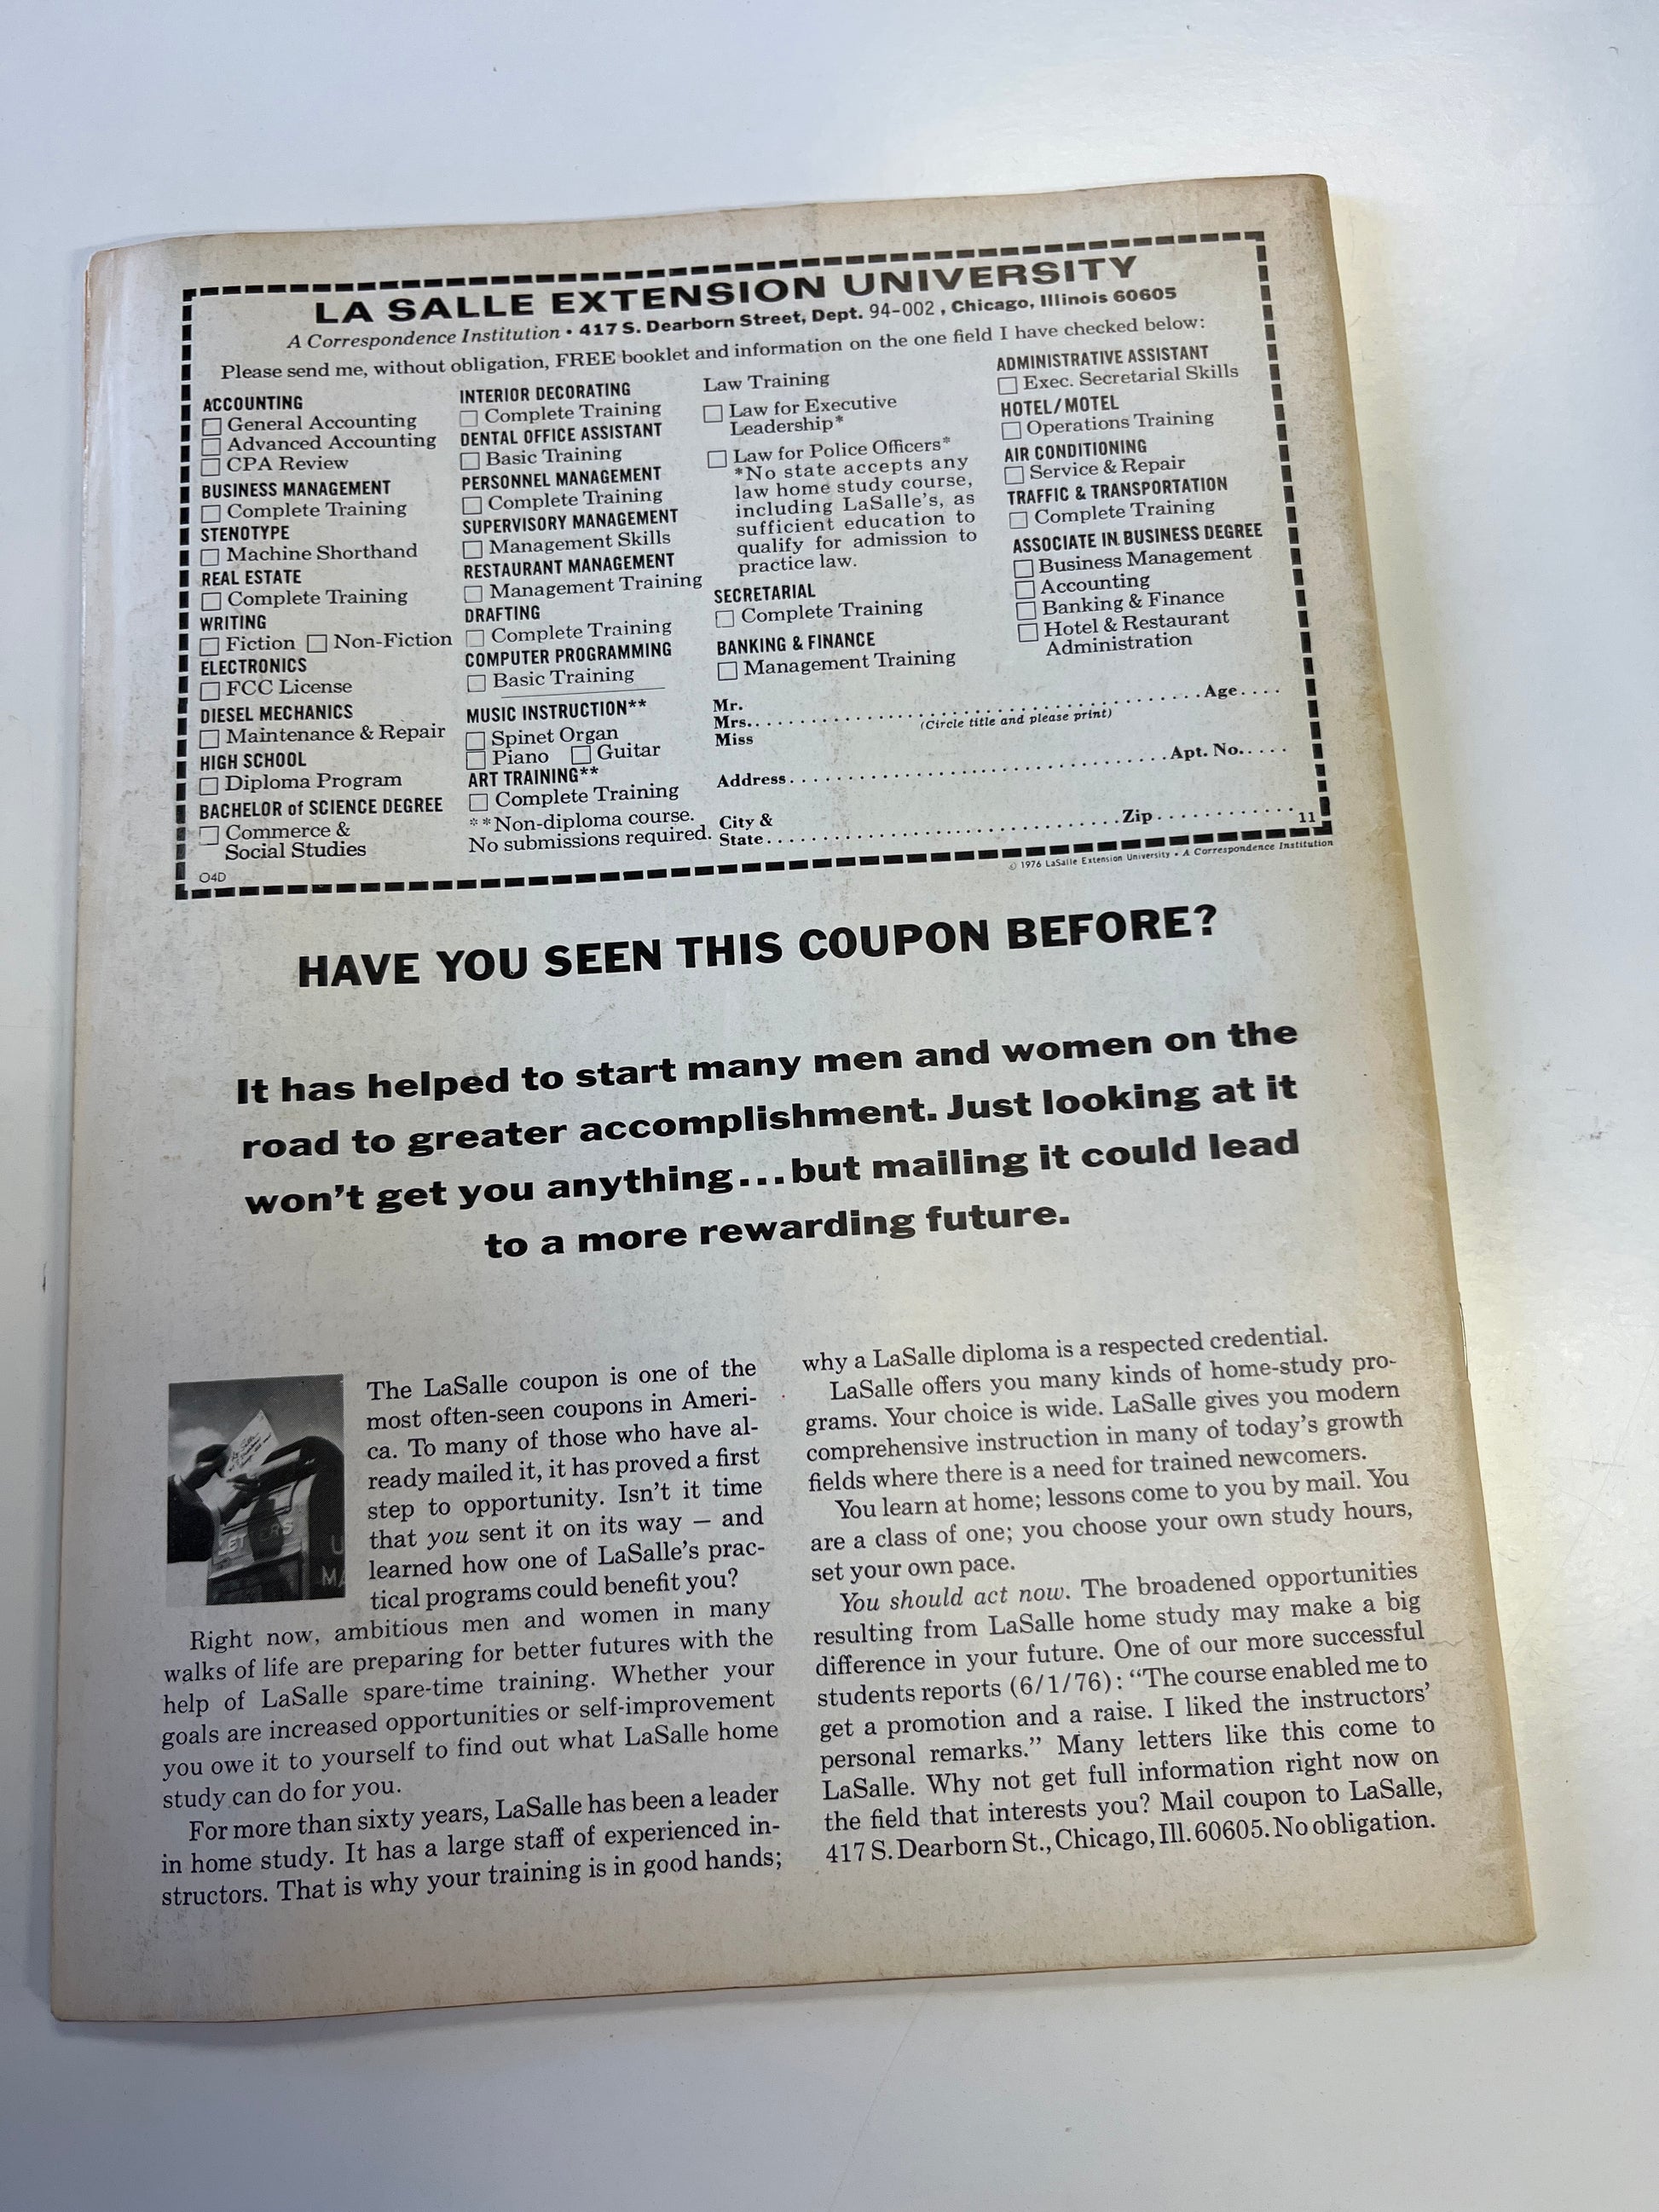 LA SALLE EXTENSION UNIVERSITY
A Correspondence Institution • 417 S. Dearborn Street, Dept. 94-002, Chicago, Illinois 60605
Please send me, without obligation, FREE booklet and information on the one field I have checked below:
ACCOUNTING
General Accounting
Advanced Accounting
CPA Review
BUSINESS MANAGEMENT
Complete Training
STENOTYPE
Machine Shorthand
REAL ESTATE
Complete Training
WRITING
Fiction Non-Fiction
ELECTRONICS
FCC License
DIESEL MECHANICS
Maintenance & Repair
HIGH SCHOOL
Diploma Program
BACHELOR of SCIENCE DEGREE
Commerce &
Social Studies
O4D
INTERIOR DECORATING
Complete Training
DENTAL OFFICE ASSISTANT
Basic Training
PERSONNEL MANAGEMENT
Complete Training
SUPERVISORY MANAGEMENT
Management Skills
RESTAURANT MANAGEMENT
Management Training
DRAFTING
Complete Training
COMPUTER PROGRAMMING
Basic Training
MUSIC INSTRUCTION**
Spinet Organ
Piano Guitar
ART TRAINING**
Complete Training
**Non-diploma course.
No submissions required.
Law Training
Law for Executive
Leadership*
Law for Police Officers*
*No state accepts any
law home study course,
including LaSalle's, as
sufficient education to
qualify for admission to
practice law.
SECRETARIAL
Complete Training
BANKING & FINANCE
Management Training
ADMINISTRATIVE ASSISTANT
Exec. Secretarial Skills
HOTEL/MOTEL
Operations Training
AIR CONDITIONING
Service & Repair
TRAFFIC & TRANSPORTATION
Complete Training
ASSOCIATE IN BUSINESS DEGREE
Business Management
Accounting
Banking & Finance
Hotel & Restaurant
Administration
Mr.
Mrs. Age
(Circle title and please print)
Miss
Address Apt. No.
City &
State Zip
11
© 1976 LaSalle Extension University • A Correspondence Institution
HAVE YOU SEEN THIS COUPON BEFORE?
It has helped to start many men and women on the
road to greater accomplishment. Just looking at it
won't get you anything...but mailing it could lead
to a more rewarding future.
LETTERS
U
MA
The LaSalle coupon is one of the
most often-seen coupons in Ameri-
ca. To many of those who have al-
ready mailed it, it has proved a first
step to opportunity. Isn't it time
that you sent it on its way — and
learned how one of LaSalle's prac-
tical programs could benefit you?
Right now, ambitious men and women in many
walks of life are preparing for better futures with the
help of LaSalle spare-time training. Whether your
goals are increased opportunities or self-improvement
you owe it to yourself to find out what LaSalle home
study can do for you.
For more than sixty years, LaSalle has been a leader
in home study. It has a large staff of experienced in-
structors. That is why your training is in good hands;
why a LaSalle diploma is a respected credential.
LaSalle offers you many kinds of home-study pro-
grams. Your choice is wide. LaSalle gives you modern
comprehensive instruction in many of today's growth
fields where there is a need for trained newcomers.
You learn at home; lessons come to you by mail. You
are a class of one; you choose your own study hours,
set your own pace.
You should act now. The broadened opportunities
resulting from LaSalle home study may make a big
difference in your future. One of our more successful
students reports (6/1/76): "The course enabled me to
get a promotion and a raise. I liked the instructors'
personal remarks." Many letters like this come to
LaSalle. Why not get full information right now on
the field that interests you? Mail coupon to LaSalle,
417 S. Dearborn St., Chicago, Ill. 60605. No obligation.